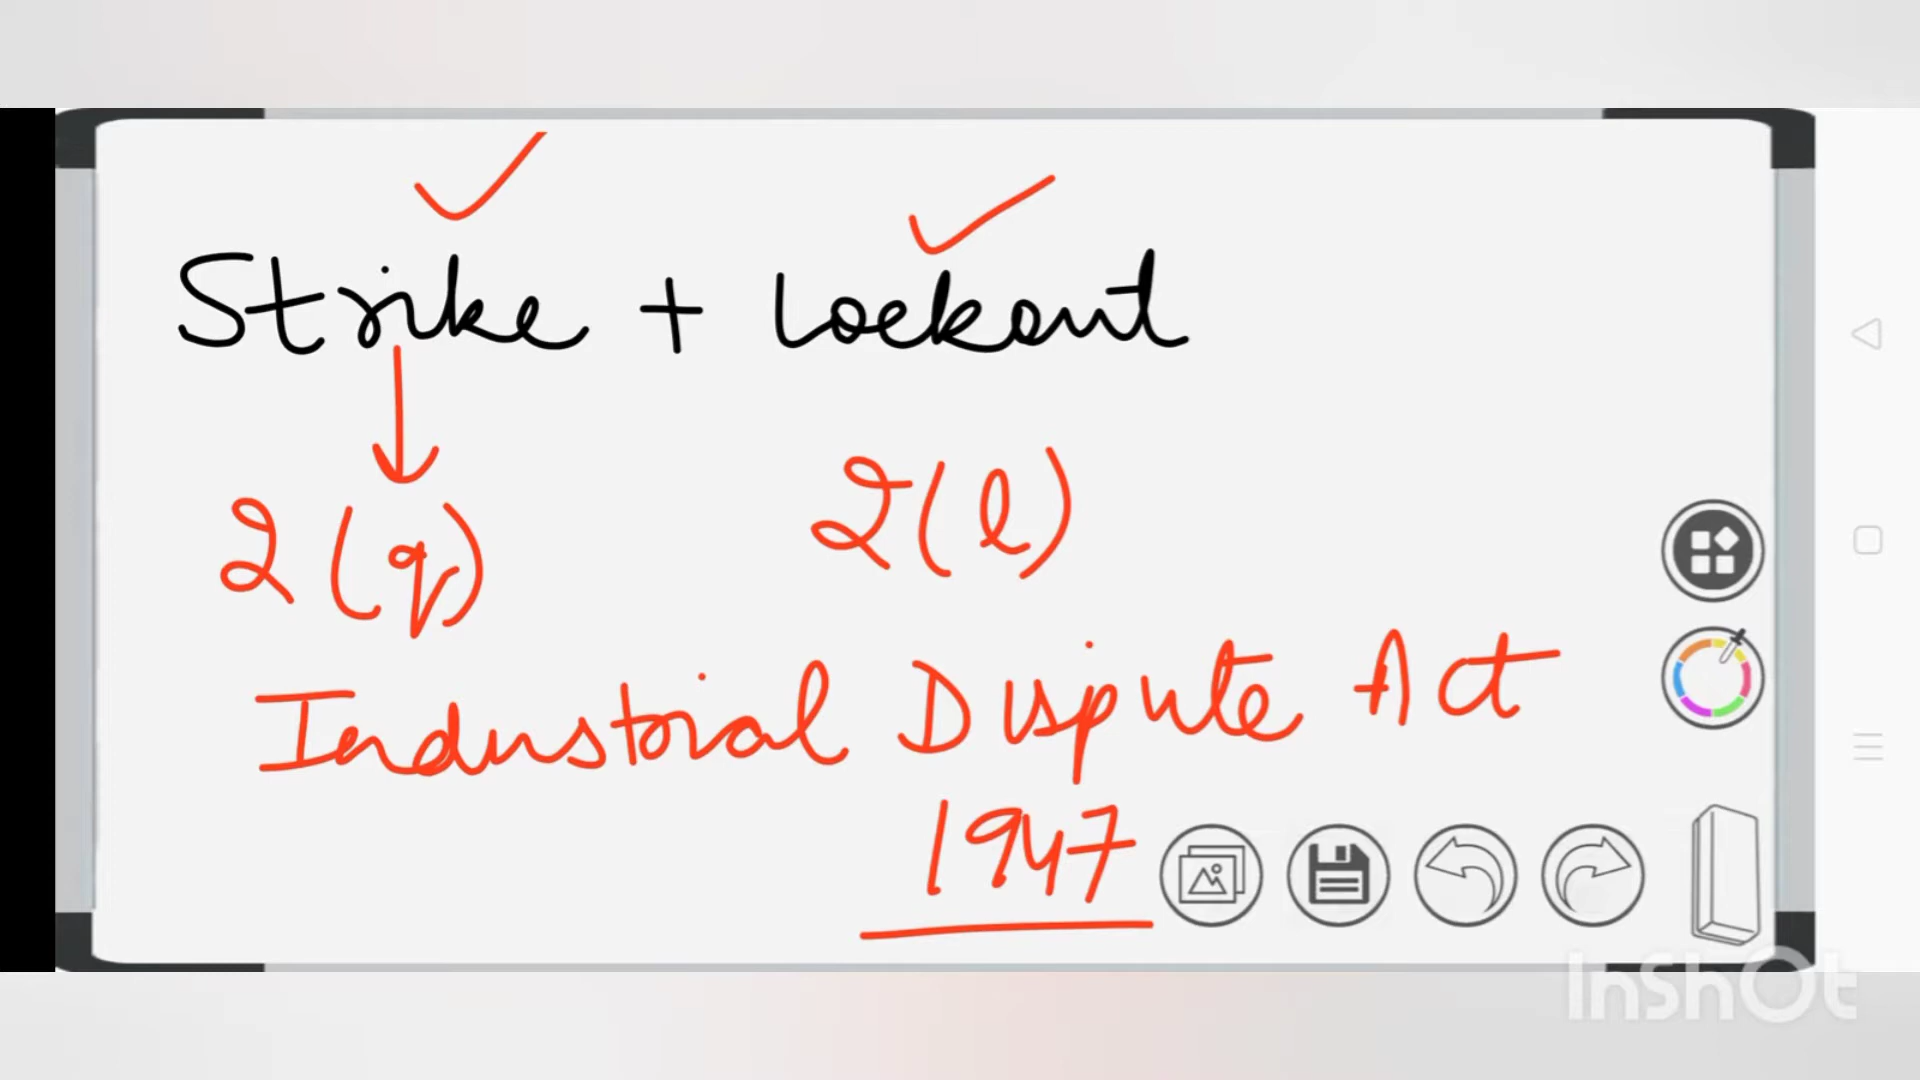 Strike + Lockout
2(q) 2(l)
Industrial Dispute Act
1947
InShOt